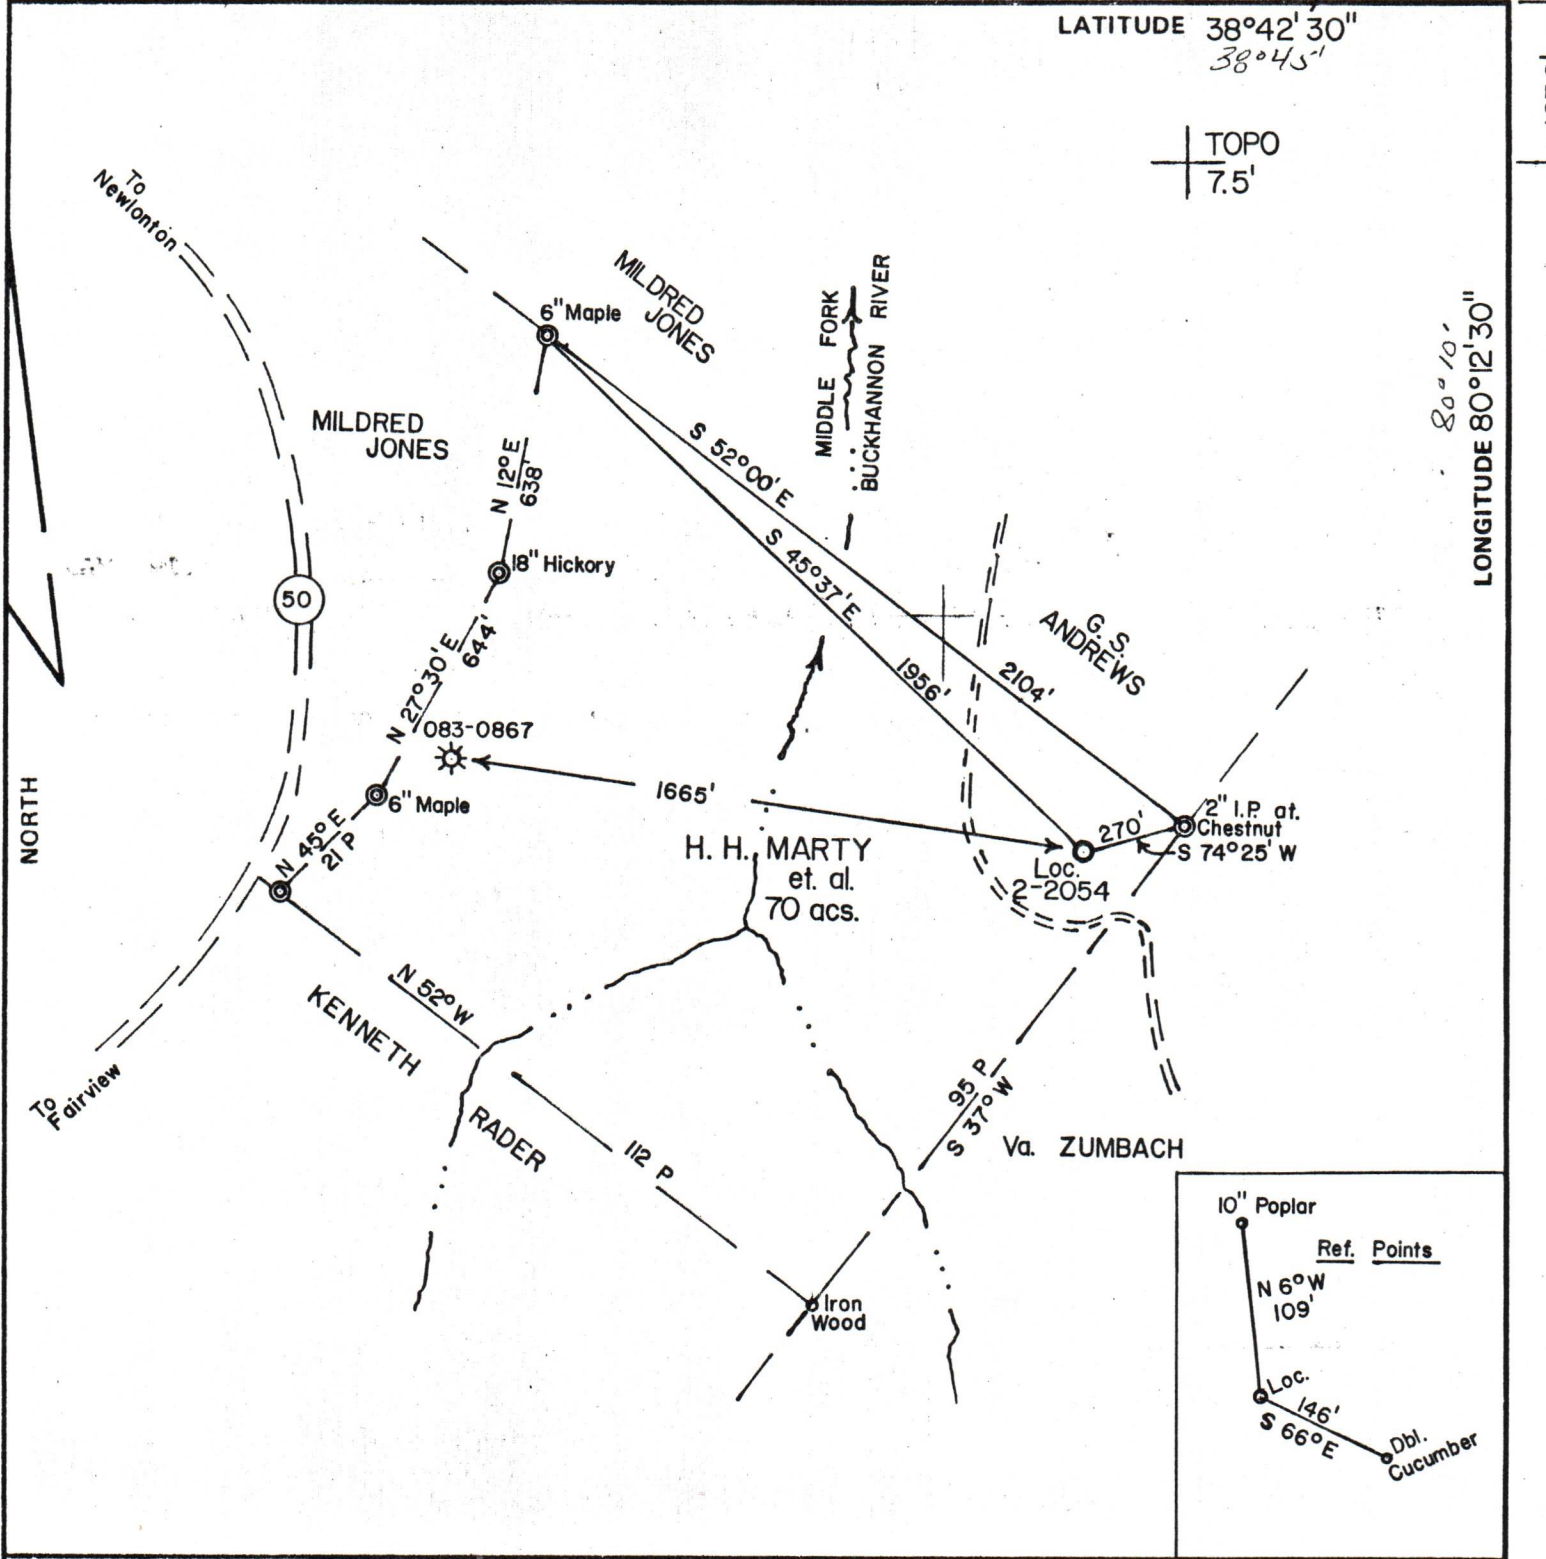 LATITUDE 38°42'30"
38°45'
TOPO
7.5'
LONGITUDE 80°12'30"
80°10'
To
Newlonton
6" Maple
MILDRED
JONES
MILDRED
JONES
MIDDLE FORK
BUCKHANNON RIVER
N 12° E
638'
S 52°00' E
2104'
S 45°37' E
1956'
18" Hickory
50
N 27°30' E
644'
G. S.
ANDREWS
083-0867
1665'
6" Maple
N 45° E
21 P
NORTH
H. H. MARTY
et. al.
70 acs.
270'
2" I.P. at.
Chestnut
S 74°25' W
Loc.
2-2054
N 52° W
112 P
KENNETH
RADER
To
Fairview
95 P
S 37° W
Va. ZUMBACH
Iron
Wood
10" Poplar
Ref. Points
N 6° W
109'
Loc.
146'
S 66° E
Dbl.
Cucumber